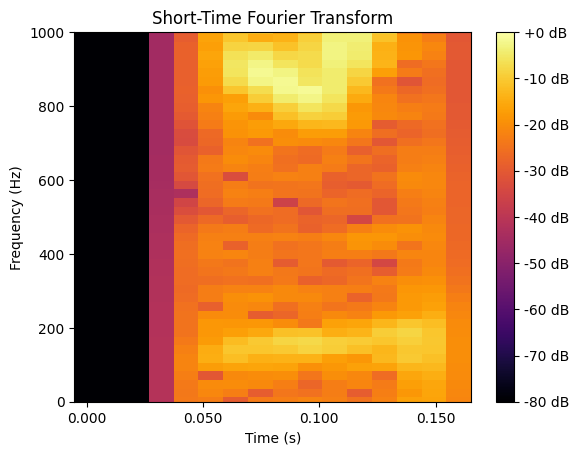 Short-Time Fourier Transform
1000
800
600
400
200
0
Frequency (Hz)
0.000
0.050
0.100
0.150
Time (s)
+0 dB
-10 dB
-20 dB
-30 dB
-40 dB
-50 dB
-60 dB
-70 dB
-80 dB